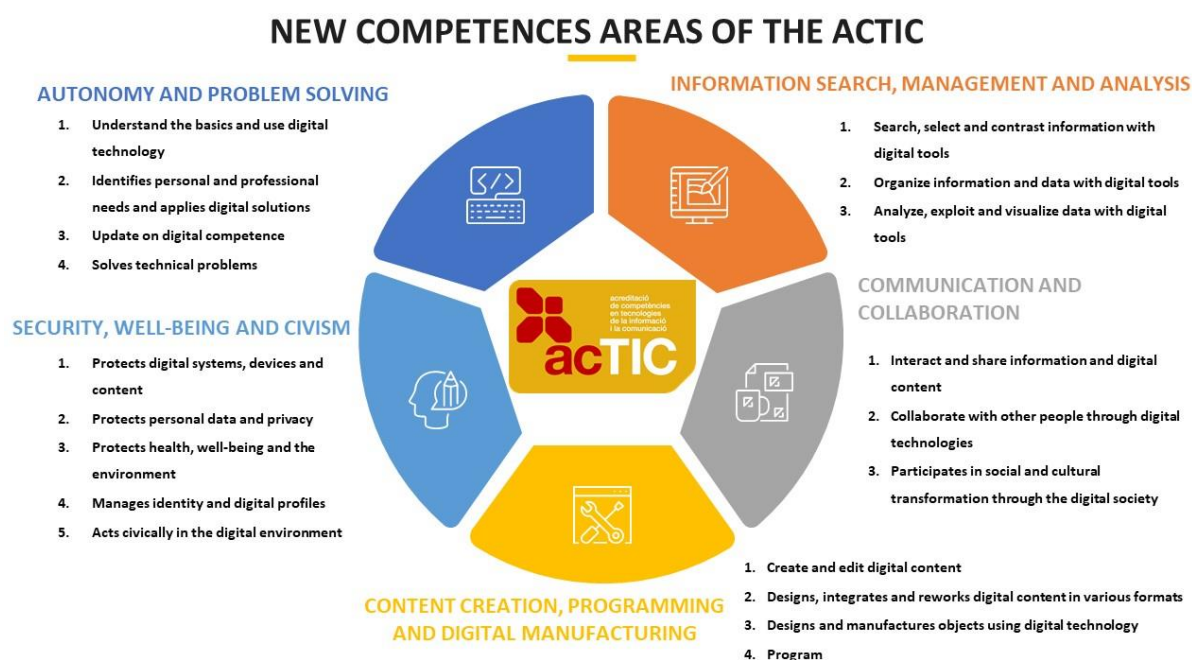 NEW COMPETENCES AREAS OF THE ACTIC
AUTONOMY AND PROBLEM SOLVING
1. Understand the basics and use digital
technology
2. Identifies personal and professional
needs and applies digital solutions
3. Update on digital competence
4. Solves technical problems
INFORMATION SEARCH, MANAGEMENT AND ANALYSIS
1. Search, select and contrast information with
digital tools
2. Organize information and data with digital tools
3. Analyze, exploit and visualize data with digital
tools
SECURITY, WELL-BEING AND CIVISM
1. Protects digital systems, devices and
content
2. Protects personal data and privacy
3. Protects health, well-being and the
environment
4. Manages identity and digital profiles
5. Acts civically in the digital environment
acreditació
de competències
en tecnologies
de la informació
i la comunicació
acTIC
COMMUNICATION AND
COLLABORATION
1. Interact and share information and digital
content
2. Collaborate with other people through digital
technologies
3. Participates in social and cultural
transformation through the digital society
CONTENT CREATION, PROGRAMMING
AND DIGITAL MANUFACTURING
1. Create and edit digital content
2. Designs, integrates and reworks digital content in various formats
3. Designs and manufactures objects using digital technology
4. Program